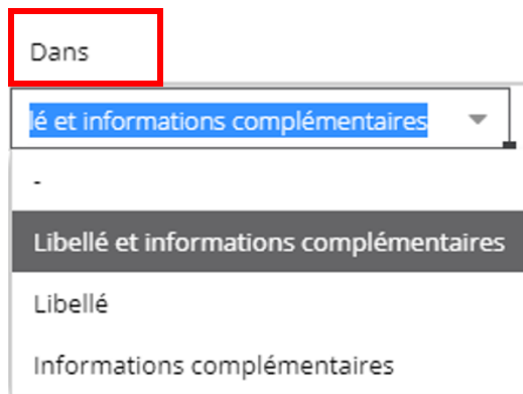 Dans
lé et informations complémentaires
-
Libellé et informations complémentaires
Libellé
Informations complémentaires